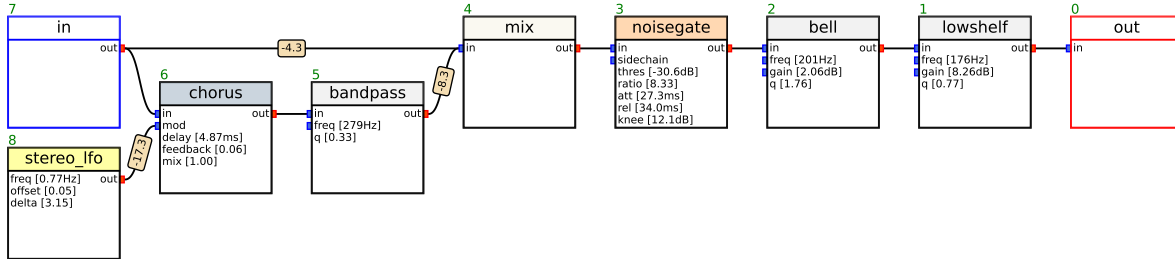 7
in
out
8
stereo_lfo
freq [0.77Hz]
out
offset [0.05]
delta [3.15]
-4.3
-17.3
6
chorus
in
out
mod
delay [4.87ms]
feedback [0.06]
mix [1.00]
5
bandpass
in
out
freq [279Hz]
q [0.33]
-8.3
4
mix
in
out
3
noisegate
in
out
sidechain
thres [-30.6dB]
ratio [8.33]
att [27.3ms]
rel [34.0ms]
knee [12.1dB]
2
bell
in
out
freq [201Hz]
gain [2.06dB]
q [1.76]
1
lowshelf
in
out
freq [176Hz]
gain [8.26dB]
q [0.77]
0
out
in